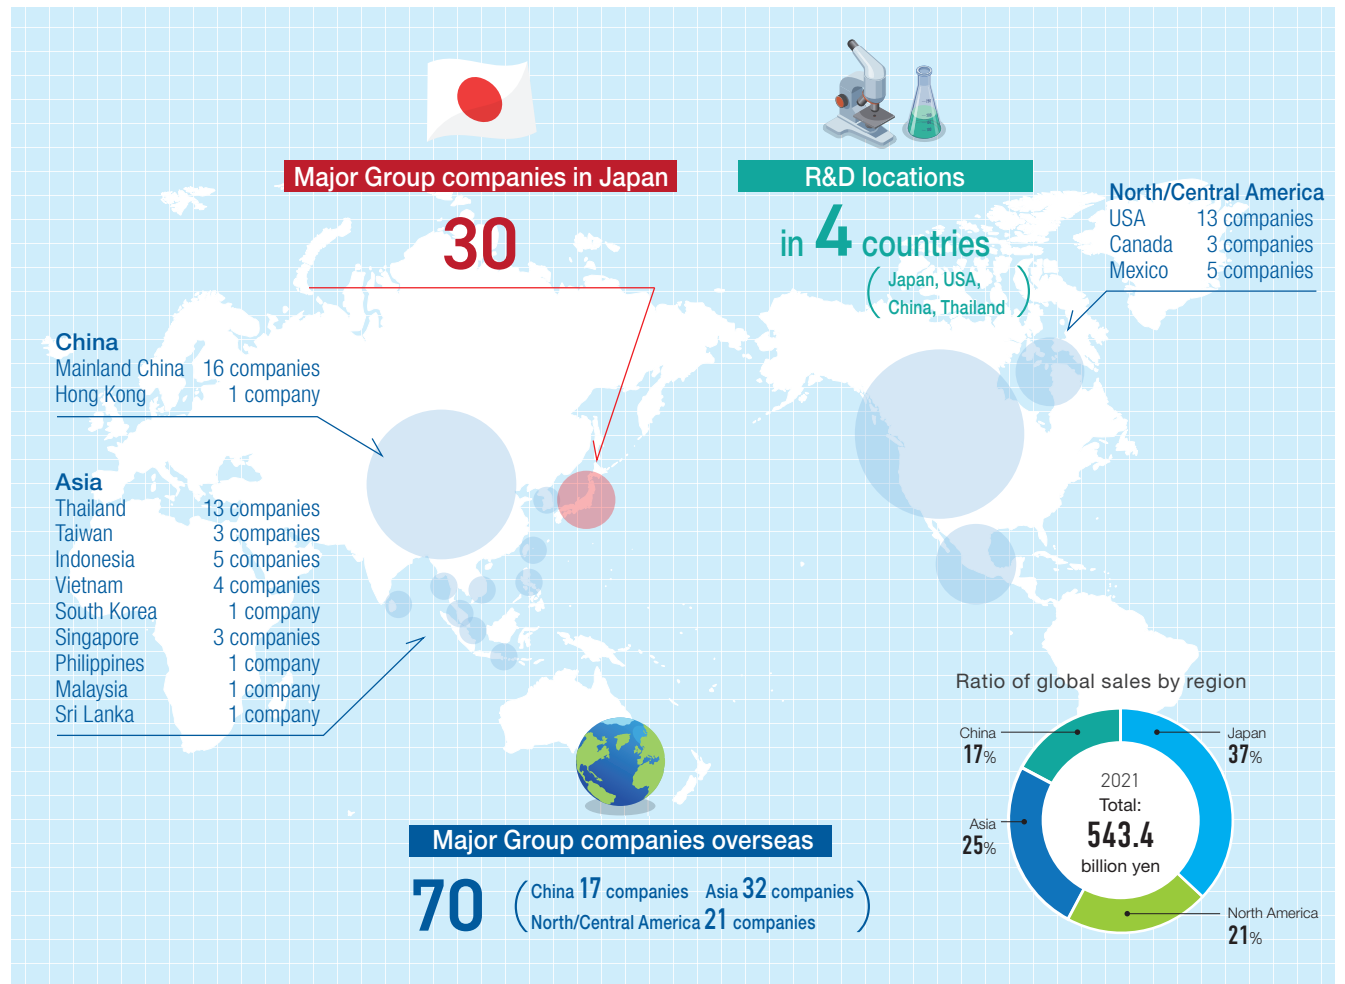 Major Group companies in Japan
30
R&D locations
in 4 countries
(Japan, USA,
China, Thailand)
North/Central America
USA 13 companies
Canada 3 companies
Mexico 5 companies
China
Mainland China 16 companies
Hong Kong 1 company
Asia
Thailand 13 companies
Taiwan 3 companies
Indonesia 5 companies
Vietnam 4 companies
South Korea 1 company
Singapore 3 companies
Philippines 1 company
Malaysia 1 company
Sri Lanka 1 company
Major Group companies overseas
70
(China 17 companies Asia 32 companies
North/Central America 21 companies)
Ratio of global sales by region
China
17%
Japan
37%
Asia
25%
North America
21%
2021
Total:
543.4
billion yen